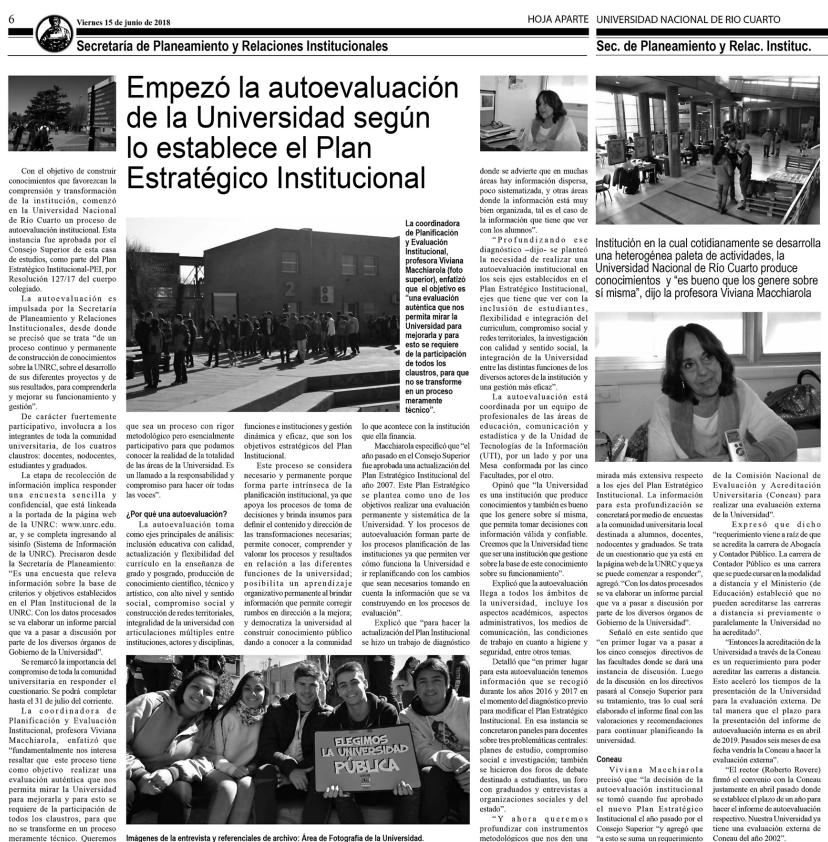 6
Viernes 15 de junio de 2018
HOJA APARTE
Secretaría de Planeamiento y Relaciones Institucionales
UNIVERSIDAD NACIONAL DE RIO CUARTO
Sec. de Planeamiento y Relac. Instituc.
Empezó la autoevaluación
de la Universidad según
lo establece el Plan
Estratégico Institucional
Con el objetivo de construir
conocimientos que favorezcan la
comprensión y transformación
de la institución, comenzó
en la Universidad Nacional
de Río Cuarto un proceso de
autoevaluación institucional. Esta
instancia fue aprobada por el
Consejo Superior de esta casa
de estudios, como parte del Plan
Estratégico Institucional-PEI, por
Resolución 127/17 del cuerpo
colegiado.
La autoevaluación es
impulsada por la Secretaría
de Planeamiento y Relaciones
Institucionales, desde donde
se precisó que se trata “de un
proceso continuo y permanente
de construcción de conocimientos
sobre la UNRC, sobre el desarrollo
de sus diferentes proyectos y de
sus resultados, para comprenderla
y mejorar su funcionamiento y
gestión”.
De carácter fuertemente
participativo, involucra a los
integrantes de toda la comunidad
universitaria, de los cuatro
claustros: docentes, nodocentes,
estudiantes y graduados.
La etapa de recolección de
información implica responder
una encuesta sencilla y
confidencial, que está linkeada
a la portada de la página web
de la UNRC: www.unrc.edu.
ar, y se completa ingresando al
sisinfo (Sistema de Información
de la UNRC). Precisaron desde
la Secretaría de Planeamiento:
“Es una encuesta que releva
información sobre la base de
criterios y objetivos establecidos
en el Plan Institucional de la
UNRC. Con los datos procesados
se va elaborar un informe parcial
que va a pasar a discusión para
parte de los diversos órganos de
Gobierno de la Universidad”.
Se remarcó la importancia del
compromiso de toda la comunidad
universitaria en responder el
cuestionario. Se podrá completar
hasta el 31 de julio del corriente.
La coordinadora de
Planificación y Evaluación
Institucional, profesora Viviana
Macchiarola, enfatizó que
“fundamentalmente nos interesa
resaltar que este proceso tiene
como objetivo realizar una
evaluación auténtica que nos
permita mirar la Universidad
para mejorarla y para esto se
requiere de la participación de
todos los claustros, para que
no se transforme en un proceso
meramente técnico. Queremos
La coordinadora
de Planificación
y Evaluación
Institucional,
profesora Viviana
Macchiarola (foto
superior), enfatizó
que el objetivo es
“una evaluación
auténtica que nos
permita mirar la
Universidad para
mejorarla y para
esto se requiere
de la participación
de todos los
claustros, para que
no se transforme
en un proceso
meramente
técnico”.
que sea un proceso con rigor
metodológico pero esencialmente
participativo para que podamos
conocer la realidad de la totalidad
de las áreas de la Universidad. Es
un llamado a la responsabilidad y
compromiso para hacer oír todas
las voces”.
¿Por qué una autoevaluación?
La autoevaluación toma
como ejes principales de análisis:
inclusión educativa con calidad,
actualización y flexibilidad del
currículo en la enseñanza de
grado y posgrado, producción de
conocimiento científico, técnico y
artístico, con alto nivel y sentido
social, compromiso social y
construcción de redes territoriales,
integralidad de la universidad con
articulaciones múltiples entre
instituciones, actores y disciplinas,
funciones e instituciones y gestión
dinámica y eficaz, que son los
objetivos estratégicos del Plan
Institucional.
Este proceso se considera
necesario y permanente porque
forma parte intrínseca de la
planificación institucional, ya que
apoya los procesos de toma de
decisiones y brinda insumos para
definir el contenido y dirección de
las transformaciones necesarias;
permite conocer, comprender y
valorar los procesos y resultados
en relación a las diferentes
funciones de la universidad;
posibilita un aprendizaje
organizativo permanente al brindar
información que permite corregir
rumbos en dirección a la mejora;
y democratiza la universidad al
construir conocimiento público
dando a conocer a la comunidad
lo que acontece con la institución
que ella financia.
Macchiarola especificó que “el
año pasado en el Consejo Superior
fue aprobada una actualización del
Plan Estratégico Institucional del
año 2007. Este Plan Estratégico
se plantea como uno de los
objetivos realizar una evaluación
permanente y sistemática de la
Universidad. Y los procesos de
autoevaluación forman parte de
los procesos planificación de las
instituciones ya que permiten ver
cómo funciona la Universidad e
ir replanificando con los cambios
que sean necesarios tomando en
cuenta la información que se va
construyendo en los procesos de
evaluación”.
Explicó que “para hacer la
actualización del Plan Institucional
se hizo un trabajo de diagnóstico
ELEGIMOS
LA UNIVERSIDAD
PÚBLICA
Imágenes de la entrevista y referenciales de archivo: Área de Fotografía de la Universidad.
donde se advierte que en muchas
áreas hay información dispersa,
poco sistematizada, y otras áreas
donde la información está muy
bien organizada, tal es el caso de
la información que tiene que ver
con los alumnos”.
“Profundizando ese
diagnóstico –dijo- se planteó
la necesidad de realizar una
autoevaluación institucional en
los seis ejes establecidos en el
Plan Estratégico Institucional,
ejes que tiene que ver con la
inclusión de estudiantes,
flexibilidad e integración del
curriculum, compromiso social y
redes territoriales, la investigación
con calidad y sentido social, la
integración de la Universidad
entre las distintas funciones de los
diversos actores de la institución y
una gestión más eficaz”.
La autoevaluación está
coordinada por un equipo de
profesionales de las áreas de
educación, comunicación y
estadística y de la Unidad de
Tecnologías de la Información
(UTI), por un lado y por una
Mesa conformada por las cinco
Facultades, por el otro.
Opinó que “la Universidad
es una institución que produce
conocimientos y también es bueno
que los genere sobre sí misma,
que permita tomar decisiones con
información válida y confiable.
Creemos que la Universidad tiene
que ser una institución que gestione
sobre la base de este conocimiento
sobre su funcionamiento”.
Explicó que la autoevaluación
llega a todos los ámbitos de
la universidad, incluye los
aspectos académicos, aspectos
administrativos, los medios de
comunicación, las condiciones
de trabajo en cuanto a higiene y
seguridad, entre otros temas.
Detalló que “en primer lugar
para esta autoevaluación tenemos
información que se recogió
durante los años 2016 y 2017 en
el momento del diagnóstico previo
para modificar el Plan Estratégico
Institucional. En esa instancia se
concretaron paneles para docentes
sobre tres problemáticas centrales:
planes de estudio, compromiso
social e investigación; también
se hicieron dos foros de debate
destinado a estudiantes, un foro
con graduados y entrevistas a
organizaciones sociales y del
estado”.
“Y ahora queremos
profundizar con instrumentos
metodológicos que nos den una
Institución en la cual cotidianamente se desarrolla
una heterogénea paleta de actividades, la
Universidad Nacional de Río Cuarto produce
conocimientos y “es bueno que los genere sobre
sí misma”, dijo la profesora Viviana Macchiarola
mirada más extensiva respecto
a los ejes del Plan Estratégico
Institucional. La información
para esta profundización se
concretará por medio de encuestas
a la comunidad universitaria local
destinada a alumnos, docentes,
nodocentes y graduados. Se trata
de un cuestionario que ya está en
la página web de la UNRC y que ya
se puede comenzar a responder”,
agregó. “Con los datos procesados
se va elaborar un informe parcial
que va a pasar a discusión para
parte de los diversos órganos de
Gobierno de la Universidad”.
Señaló en este sentido que
“en primer lugar va a pasar a
los cinco consejos directivos de
las facultades donde se dará una
instancia de discusión. Luego
de la discusión en los directivos
pasará al Consejo Superior para
su tratamiento, tras lo cual será
elaborado el informe final con las
valoraciones y recomendaciones
para continuar planificando la
universidad.
Coneau
Viviana Macchiarola
precisó que “la decisión de la
autoevaluación institucional
se tomó cuando fue aprobado
el nuevo Plan Estratégico
Institucional el año pasado por el
Consejo Superior “y agregó que
“a esto se suma un requerimiento
de la Comisión Nacional de
Evaluación y Acreditación
Universitaria (Coneau) para
realizar una evaluación externa
de la Universidad”.
Expresó que dicho
“requerimiento viene a raíz de que
se acredita la carrera de Abogacía
y Contador Público. La carrera de
Contador Público es una carrera
que se puede cursar en la modalidad
a distancia y el Ministerio (de
Educación) estableció que no
pueden acreditarse las carreras
a distancia si previamente o
paralelamente la Universidad no
ha acreditado”.
“Entonces la acreditación de la
Universidad a través de la Coneau
es un requerimiento para poder
acreditar las carreras a distancia.
Esto aceleró los tiempos de la
presentación de la Universidad
para la evaluación externa. De
tal manera que el plazo para
la presentación del informe de
autoevaluación interna es en abril
de 2019. Pasados seis meses de esa
fecha vendría la Coneau a hacer la
evaluación externa”.
“El rector (Roberto Rovere)
firmó el convenio con la Coneau
justamente en abril pasado donde
se establece el plazo de un año para
hacer el informe de autoevaluación
respectivo. Nuestra Universidad ya
tiene una evaluación externa de
Coneau del año 2002”.